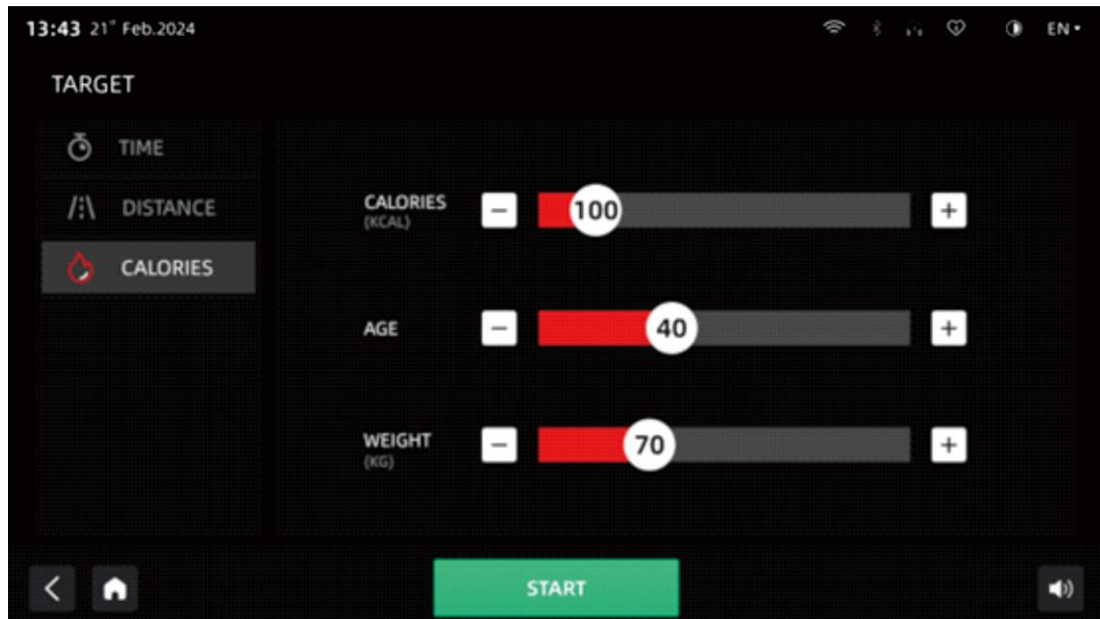 13:43 21" Feb.2024
EN
TARGET
TIME
DISTANCE
CALORIES
CALORIES
(KCAL)
− 100 +
AGE
− 40 +
WEIGHT
(KG)
− 70 +
START